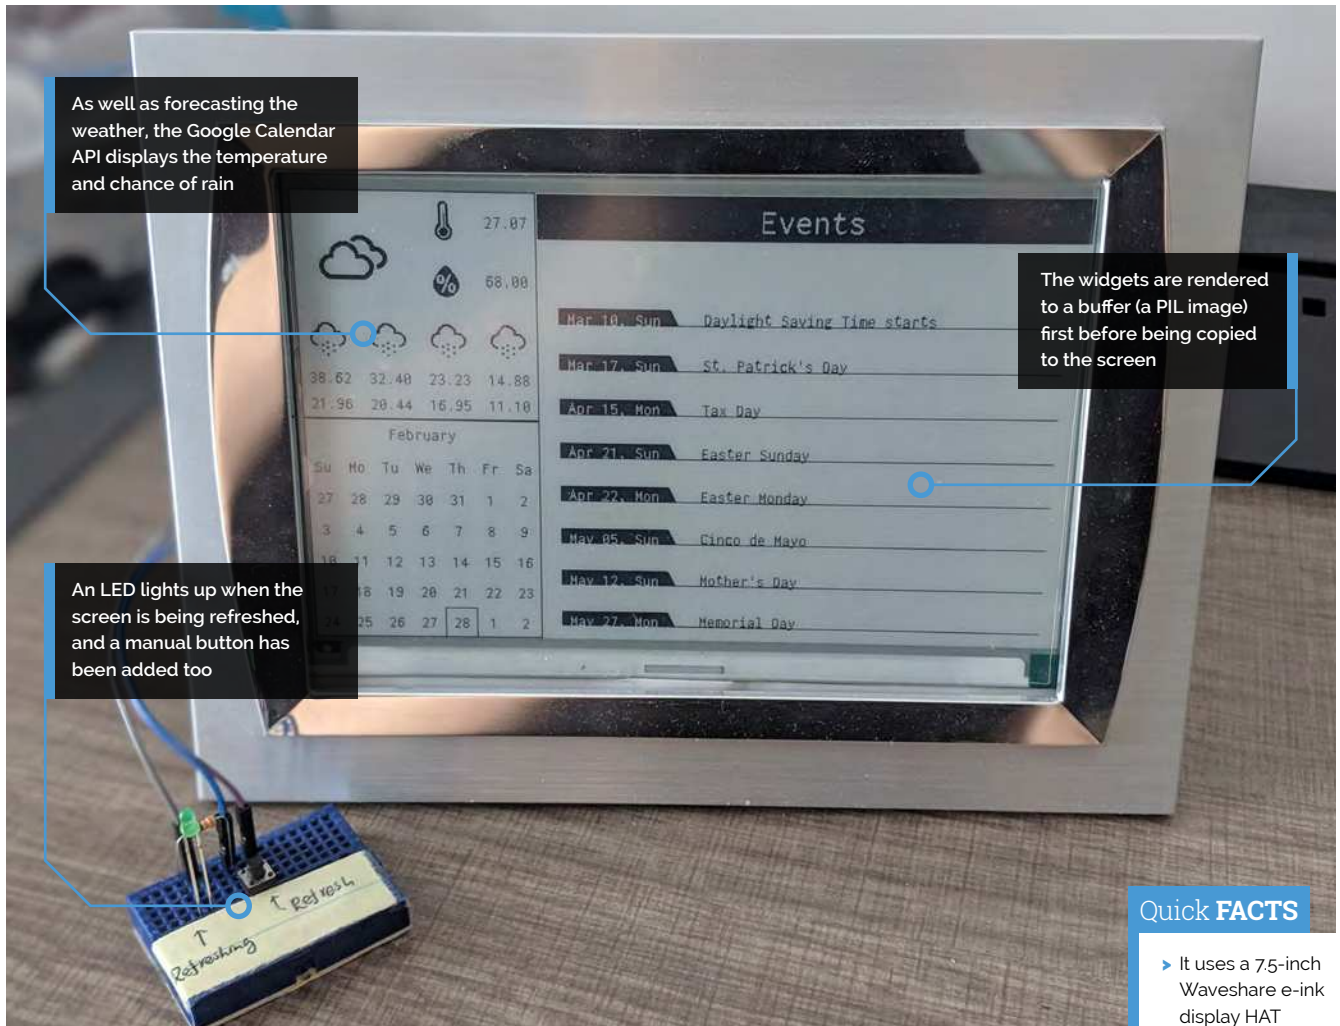 As well as forecasting the
weather, the Google Calendar
API displays the temperature
and chance of rain
27.07
%
68.00
38.62 32.40 23.23 14.88
21.96 20.44 16.95 11.10
February
Su Mo Tu We Th Fr Sa
27 28 29 30 31 1 2
3 4 5 6 7 8 9
10 11 12 13 14 15 16
17 18 19 20 21 22 23
24 25 26 27 28 1 2
Events
Mar 10, Sun Daylight Saving Time starts
Mar 17, Sun St. Patrick's Day
Apr 15, Mon Tax Day
Apr 21, Sun Easter Sunday
Apr 22, Mon Easter Monday
May 05, Sun Cinco de Mayo
May 12, Sun Mother's Day
May 27, Mon Memorial Day
The widgets are rendered
to a buffer (a PIL image)
first before being copied
to the screen
An LED lights up when the
screen is being refreshed,
and a manual button has
been added too
↑ Refresh
↑
Refreshing
Quick FACTS
> It uses a 7.5-inch
Waveshare e-ink
display HAT